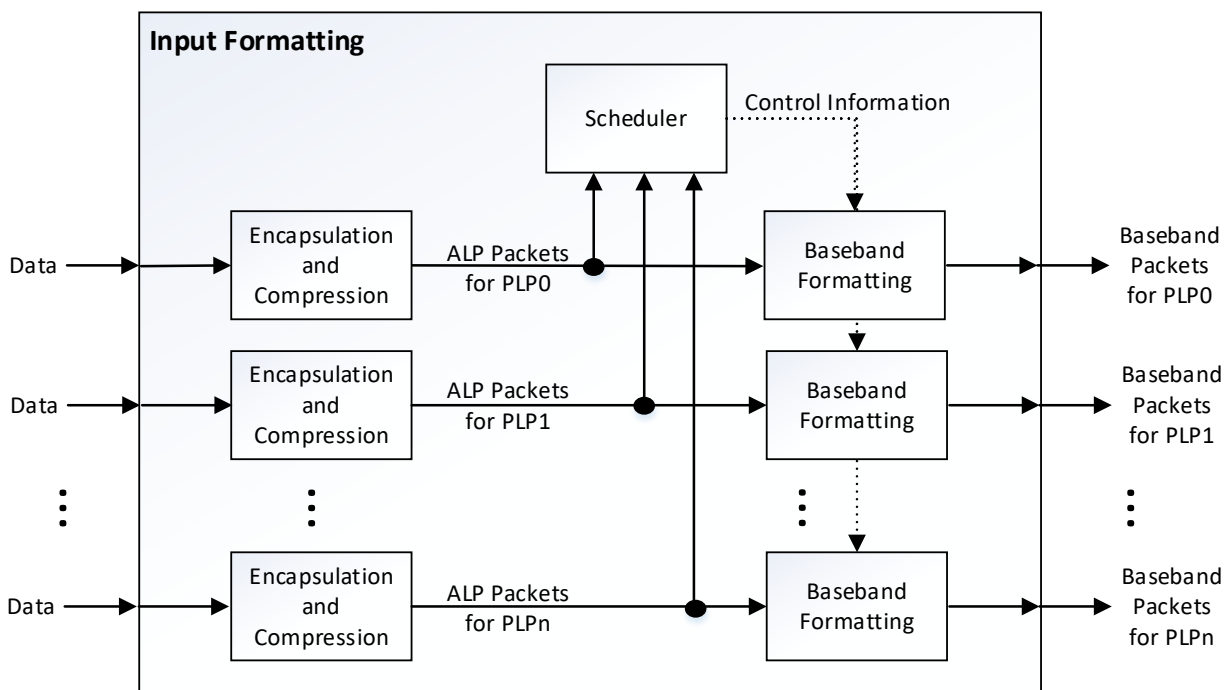 Input Formatting
Scheduler
Control Information
Data
Encapsulation
and
Compression
ALP Packets
for PLP0
Baseband
Formatting
Baseband
Packets
for PLP0
Data
Encapsulation
and
Compression
ALP Packets
for PLP1
Baseband
Formatting
Baseband
Packets
for PLP1
Data
Encapsulation
and
Compression
ALP Packets
for PLPn
Baseband
Formatting
Baseband
Packets
for PLPn